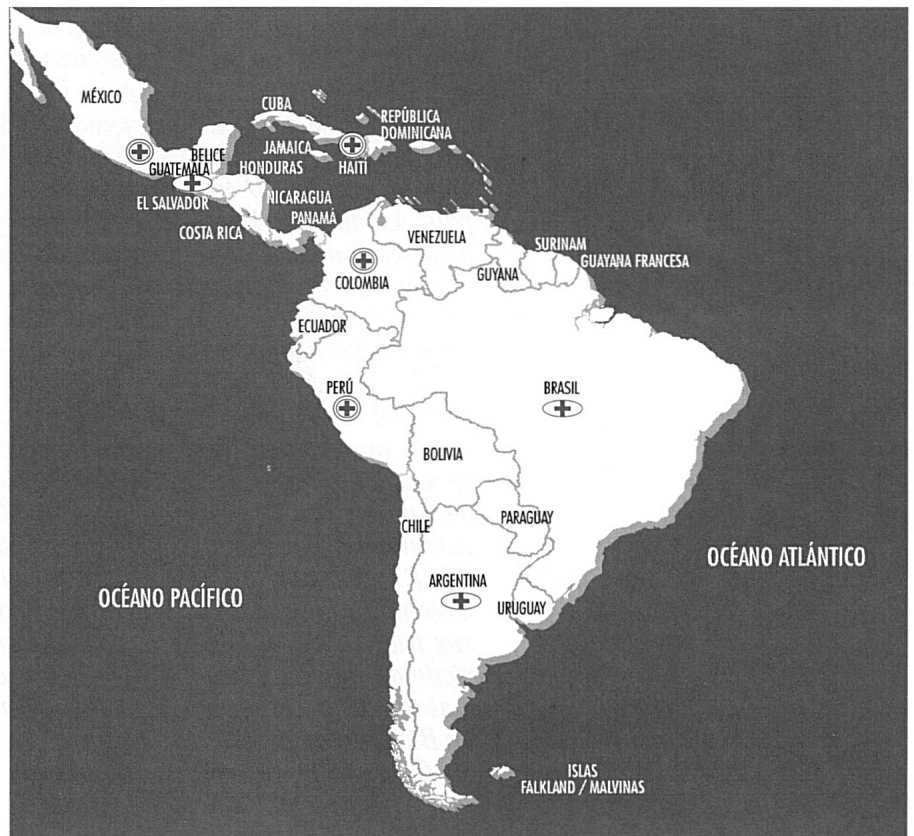 MÉXICO
CUBA
REPÚBLICA
DOMINICANA
JAMAICA
HAITÍ
BELICE
GUATEMALA
HONDURAS
EL SALVADOR
NICARAGUA
PANAMÁ
COSTA RICA
VENEZUELA
SURINAM
GUYANA
GUAYANA FRANCESA
COLOMBIA
ECUADOR
PERÚ
BRASIL
BOLIVIA
CHILE
PARAGUAY
OCÉANO ATLÁNTICO
ARGENTINA
OCÉANO PACÍFICO
URUGUAY
ISLAS
FALKLAND / MALVINAS